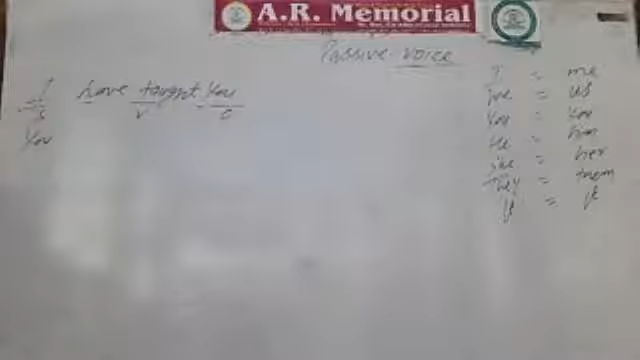 A.R. Memorial
Passive voice
I have taught you
S V O
You
I = me
we = us
you = you
He = him
she = her
they = them
It = It